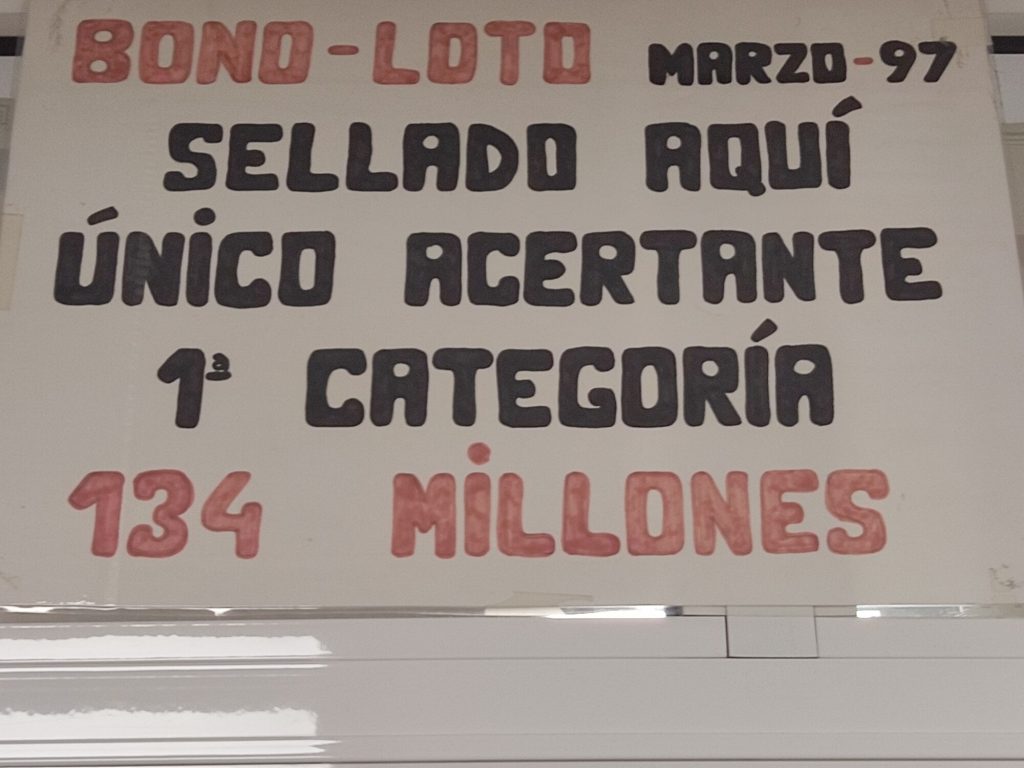 BONO-LOTO MARZO-97
SELLADO AQUÍ
ÚNICO ACERTANTE
1ª CATEGORÍA
134 MILLONES